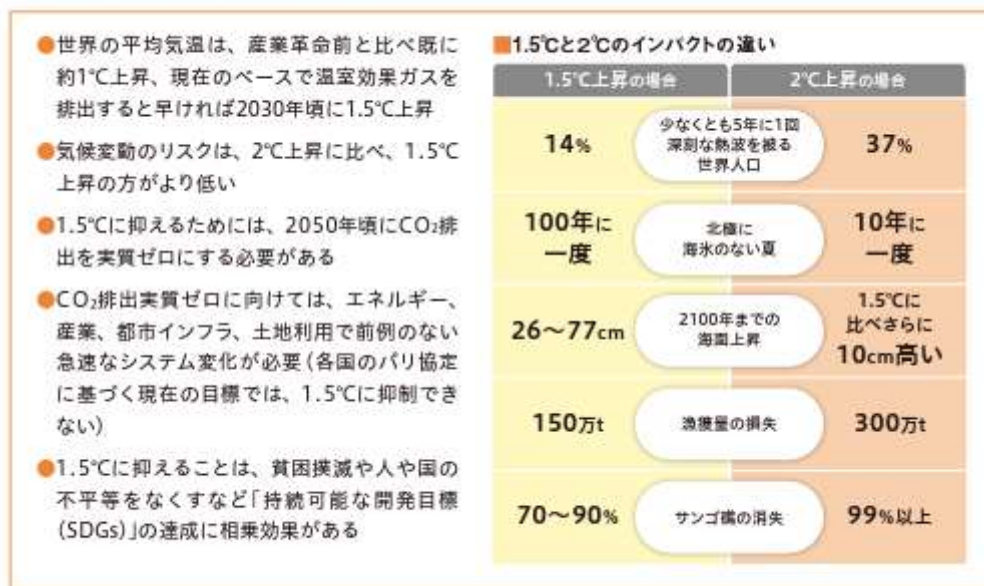 ●世界の平均気温は、産業革命前と比べ既に
約1℃上昇、現在のペースで温室効果ガスを
排出すると早ければ2030年頃に1.5℃上昇
●気候変動のリスクは、2℃上昇に比べ、1.5℃
上昇の方がより低い
●1.5℃に抑えるためには、2050年頃にCO₂排
出を実質ゼロにする必要がある
●CO₂排出実質ゼロに向けては、エネルギー、
産業、都市インフラ、土地利用で前例のない
急速なシステム変化が必要(各国のパリ協定
に基づく現在の目標では、1.5℃に抑制でき
ない)
●1.5℃に抑えることは、貧困撲滅や人や国の
不平等をなくすなど「持続可能な開発目標
(SDGs)」の達成に相乗効果がある
■1.5℃と2℃のインパクトの違い
1.5℃上昇の場合
2℃上昇の場合
14%
少なくとも5年に1回
深刻な熱波を被る
世界人口
37%
100年に
一度
北極に
海氷のない夏
10年に
一度
26〜77cm
2100年までの
海面上昇
1.5℃に
比べさらに
10cm高い
150万t
漁獲量の損失
300万t
70〜90%
サンゴ礁の消失
99%以上